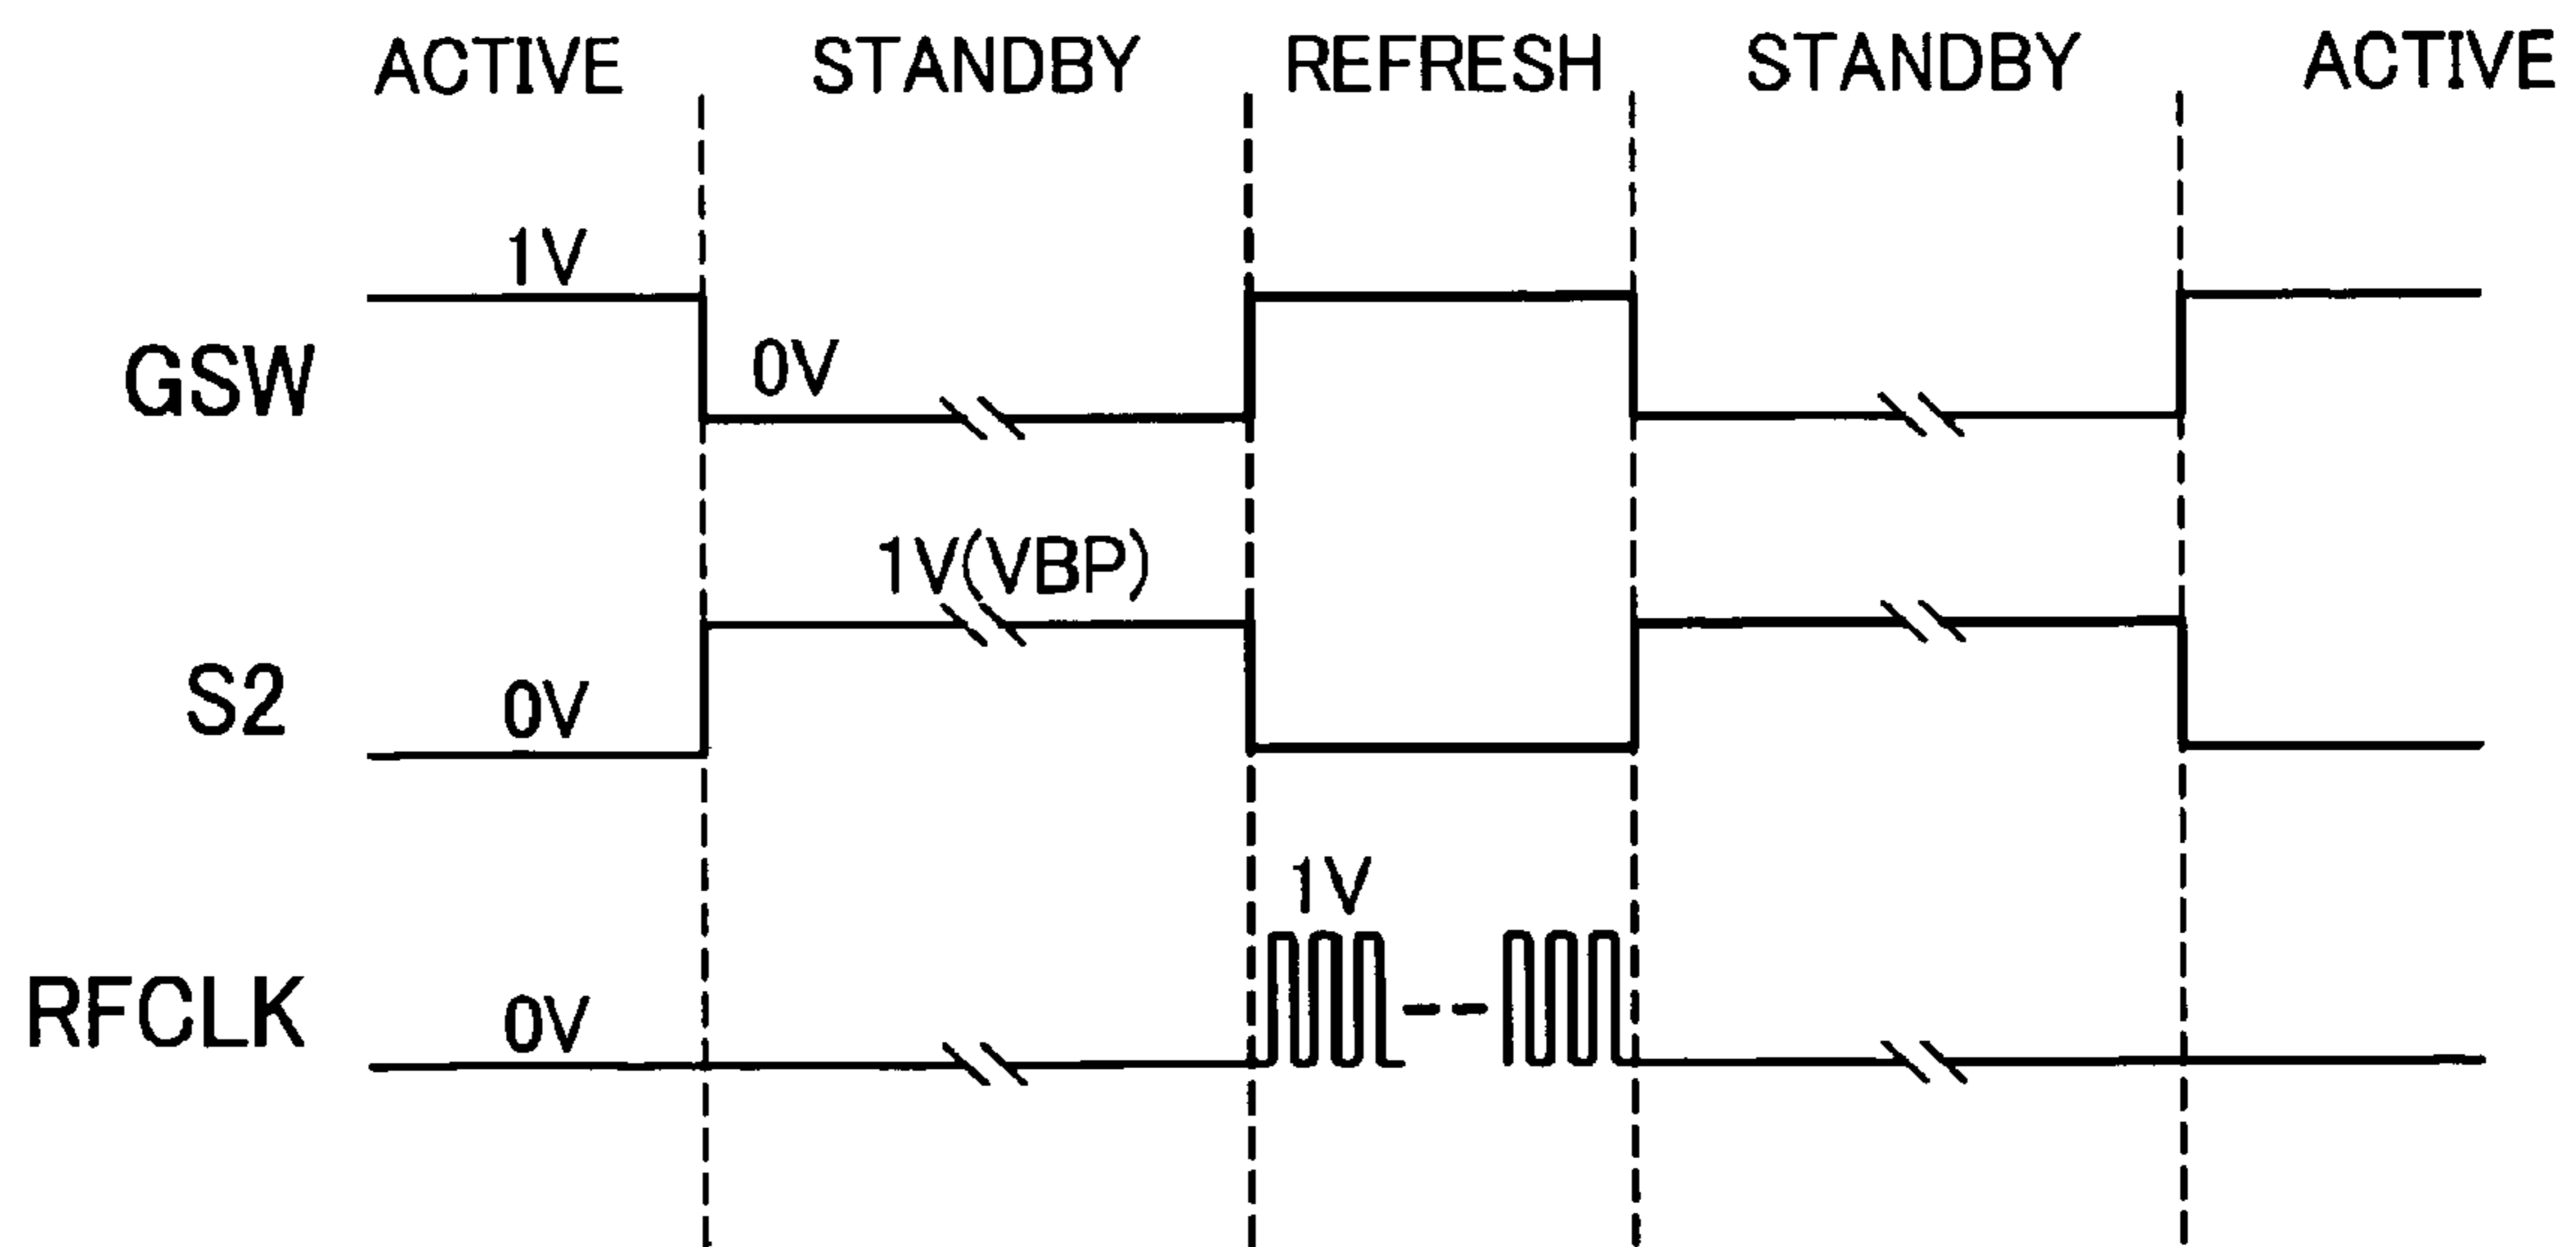 ACTIVE STANDBY REFRESH STANDBY ACTIVE
1V
GSW 0V
1V(VBP)
S2 0V
1V
RFCLK 0V